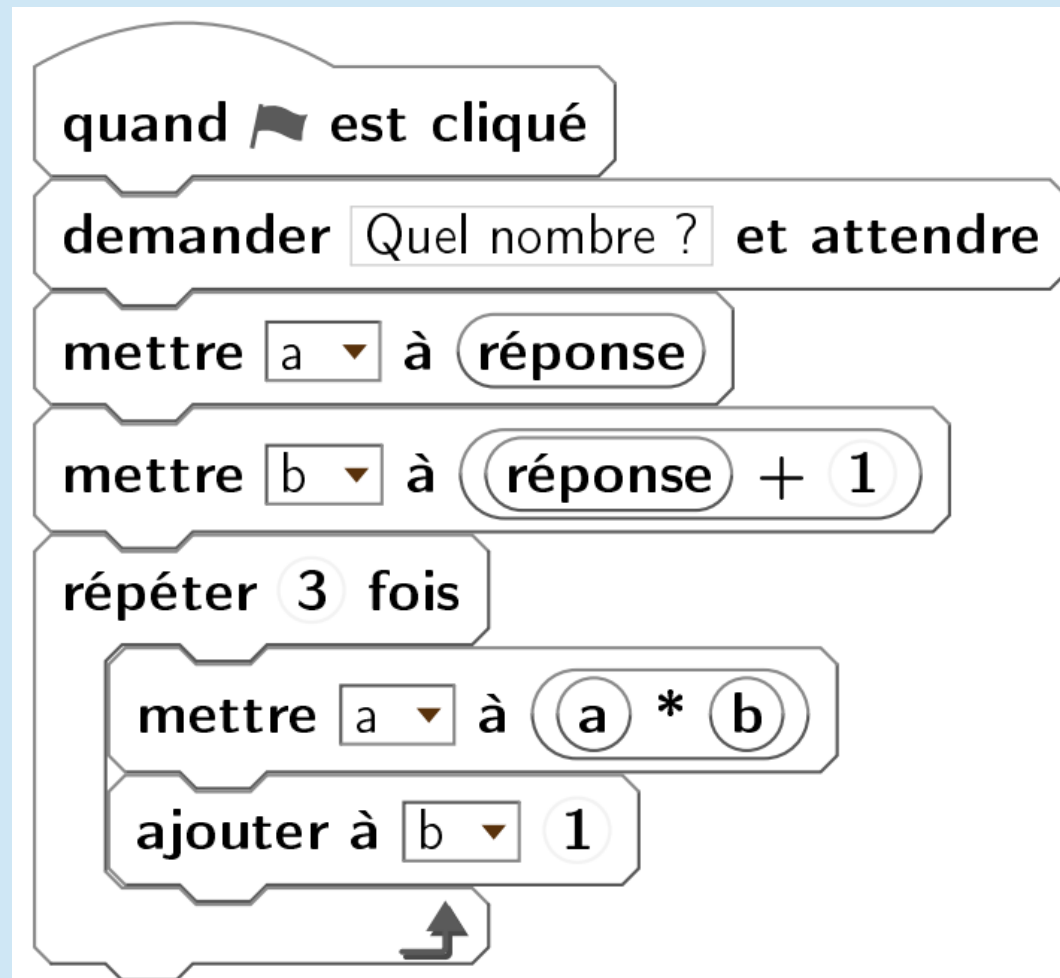 quand est cliqué
demander Quel nombre ? et attendre
mettre a à réponse
mettre b à réponse + 1
répéter 3 fois
mettre a à a * b
ajouter à b 1